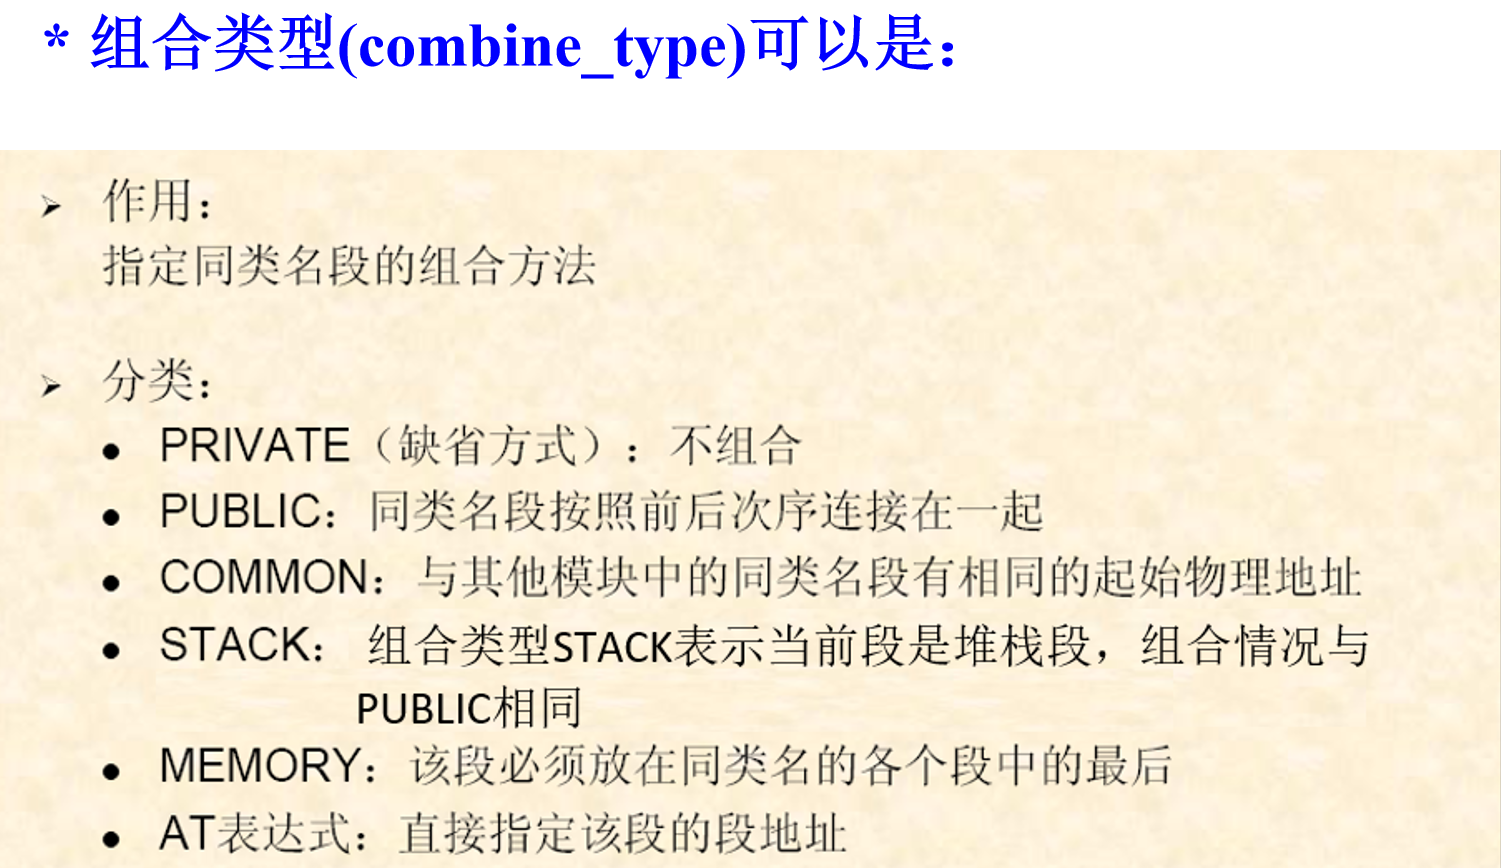 * 组合类型(combine_type)可以是：
➢ 作用：
指定同类名段的组合方法
➢ 分类：
● PRIVATE（缺省方式）：不组合
● PUBLIC：同类名段按照前后次序连接在一起
● COMMON：与其他模块中的同类名段有相同的起始物理地址
● STACK： 组合类型STACK表示当前段是堆栈段，组合情况与
PUBLIC相同
● MEMORY：该段必须放在同类名的各个段中的最后
● AT表达式：直接指定该段的段地址